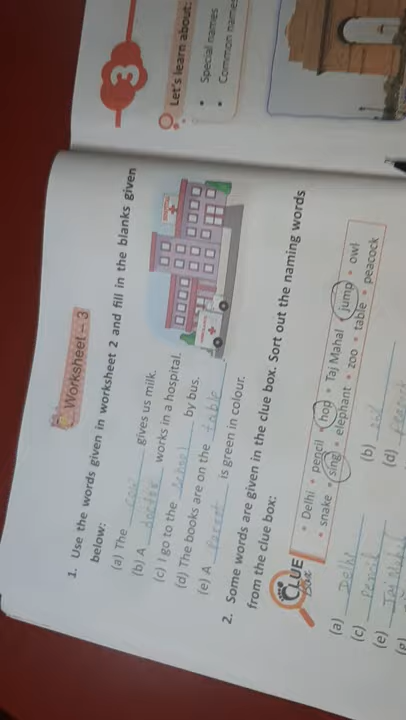 3
Let's learn about:
• Special names
• Common names
Worksheet – 3
1. Use the words given in worksheet 2 and fill in the blanks given
below:
(a) The cow gives us milk.
(b) A doctor works in a hospital.
(c) I go to the school by bus.
(d) The books are on the table.
(e) A parrot is green in colour.
2. Some words are given in the clue box. Sort out the naming words
from the clue box:
CLUE
Box
• Delhi • pencil hop • Taj Mahal jump • owl
• snake • sing • elephant • zoo • table • peacock
(a) Delhi (b)
(c) Pencil (d)
(e)
(g)